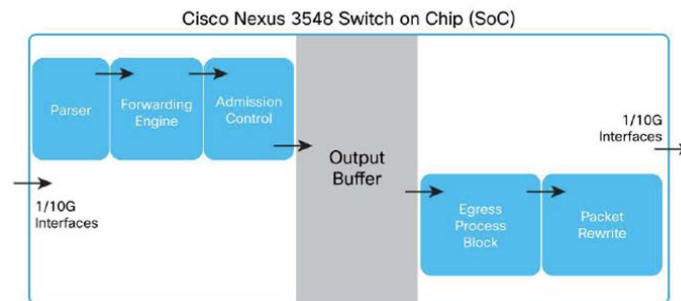 Cisco Nexus 3548 Switch on Chip (SoC)
Parser
Forwarding
Engine
Admission
Control
1/10G
Interfaces
Output
Buffer
Egress
Process
Block
Packet
Rewrite
1/10G
Interfaces